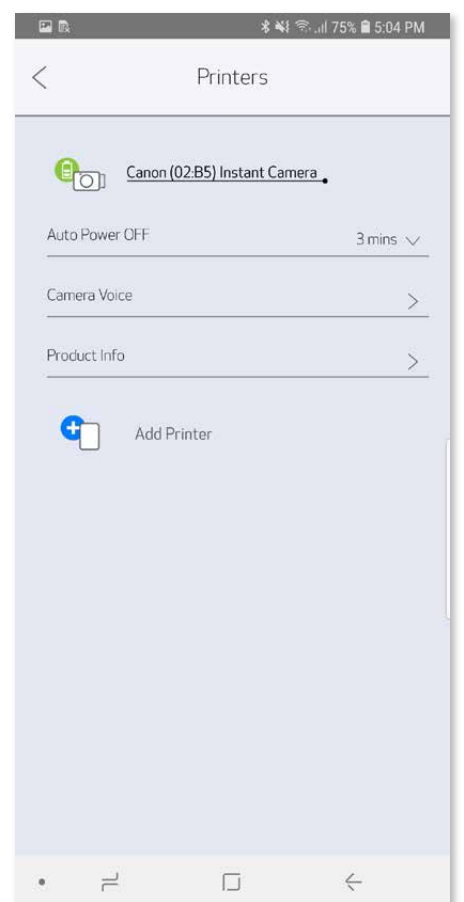 75% 5:04 PM
Printers
Canon (02:B5) Instant Camera
Auto Power OFF
3 mins
Camera Voice
Product Info
Add Printer